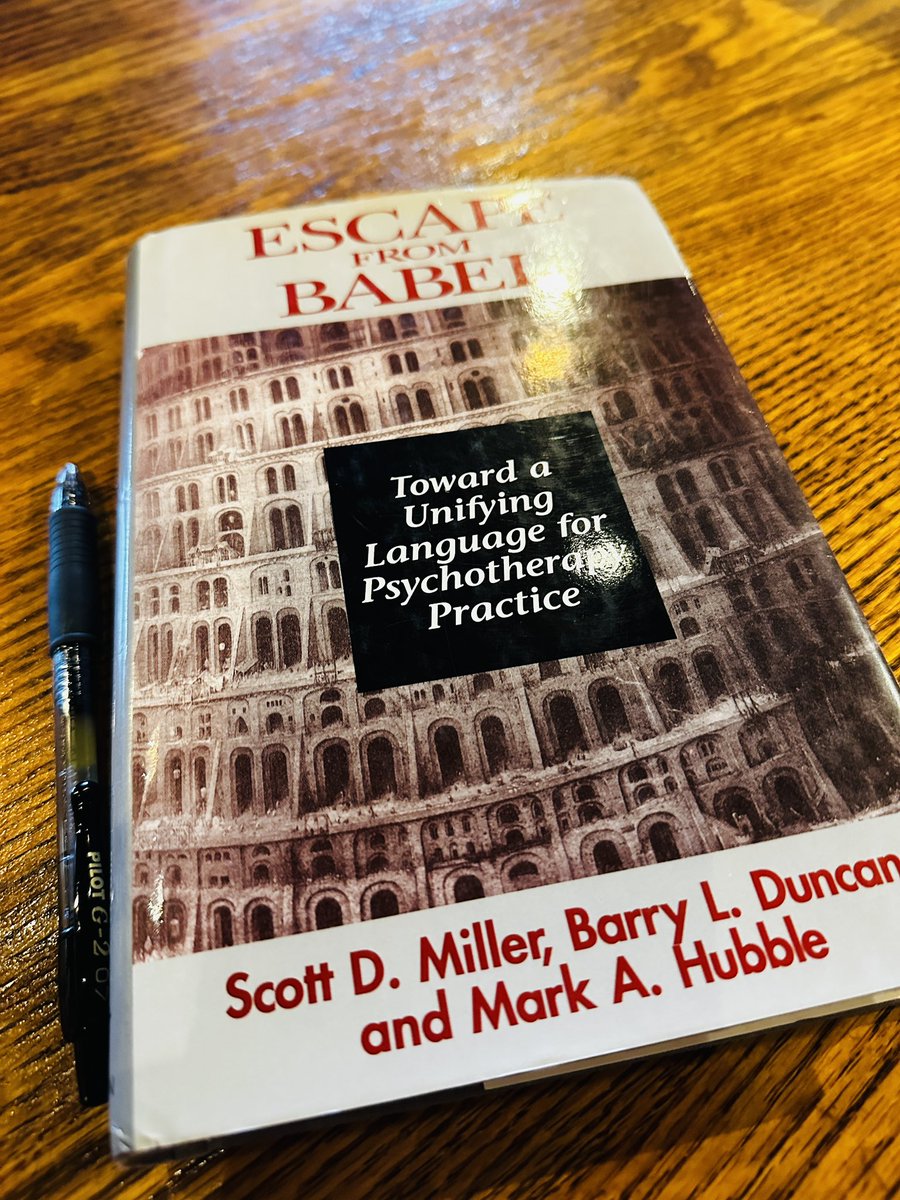 ESCAPE
FROM
BABEL
Toward a
Unifying
Language for
Psychotherapy
Practice
Scott D. Miller, Barry L. Duncan,
and Mark A. Hubble
PILOT G-2 07